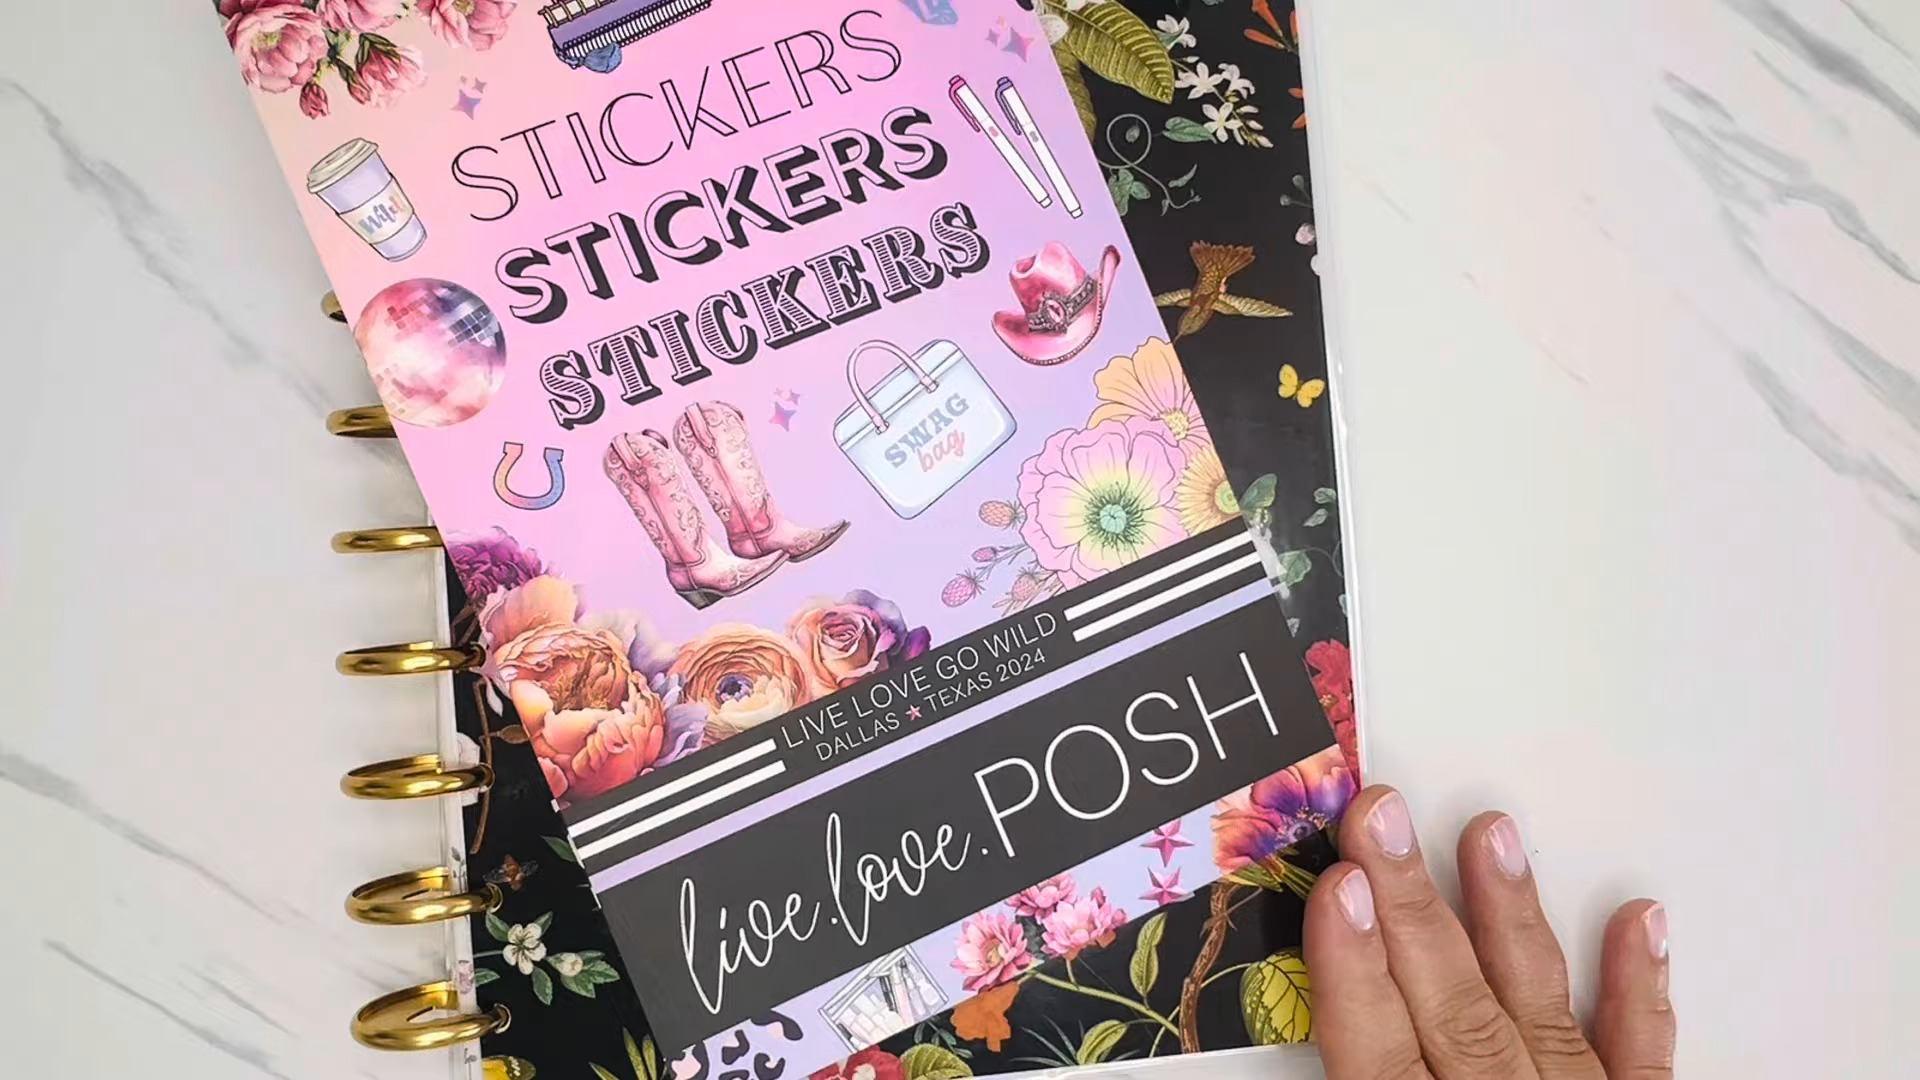 STICKERS
STICKERS
STICKERS
Wild
SWAG
bag
LIVE LOVE GO WILD
DALLAS ★ TEXAS 2024
live.love.POSH